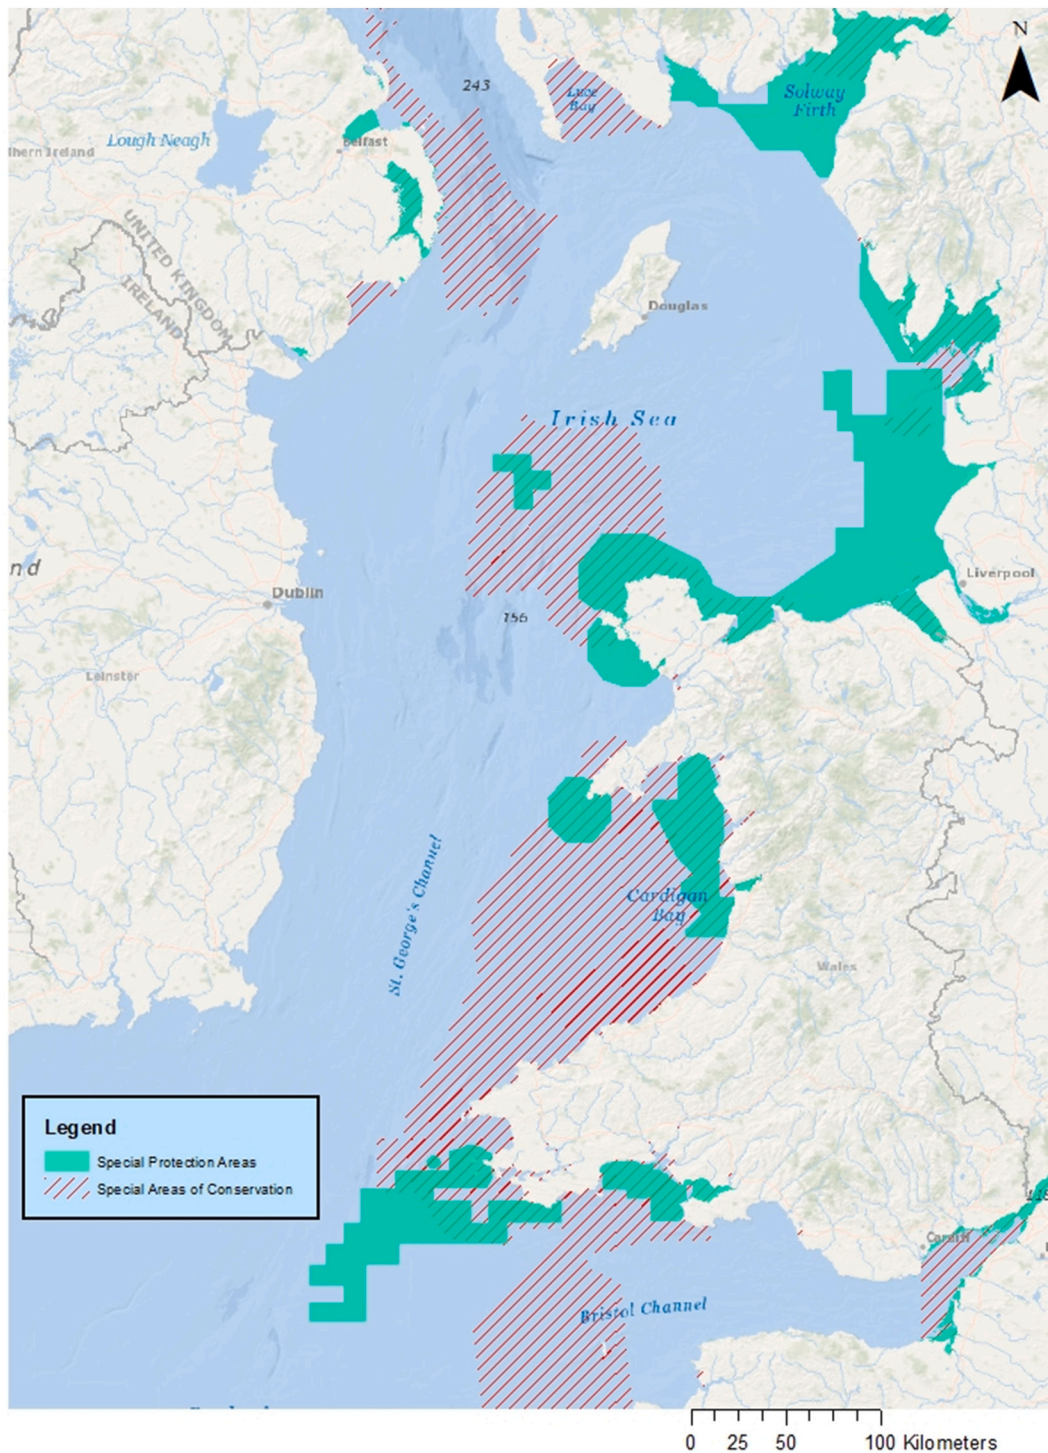 N
243
Luce
Bay
Solway
Firth
Lough Neagh
Belfast
hern Ireland
UNITED KINGDOM
IRELAND
Douglas
Irish Sea
nd
Dublin
Liverpool
156
Leinster
St. George's Channel
Cardigan
Bay
Wales
Legend
Special Protection Areas
Special Areas of Conservation
Cardiff
Bristol Channel
0 25 50 100 Kilometers